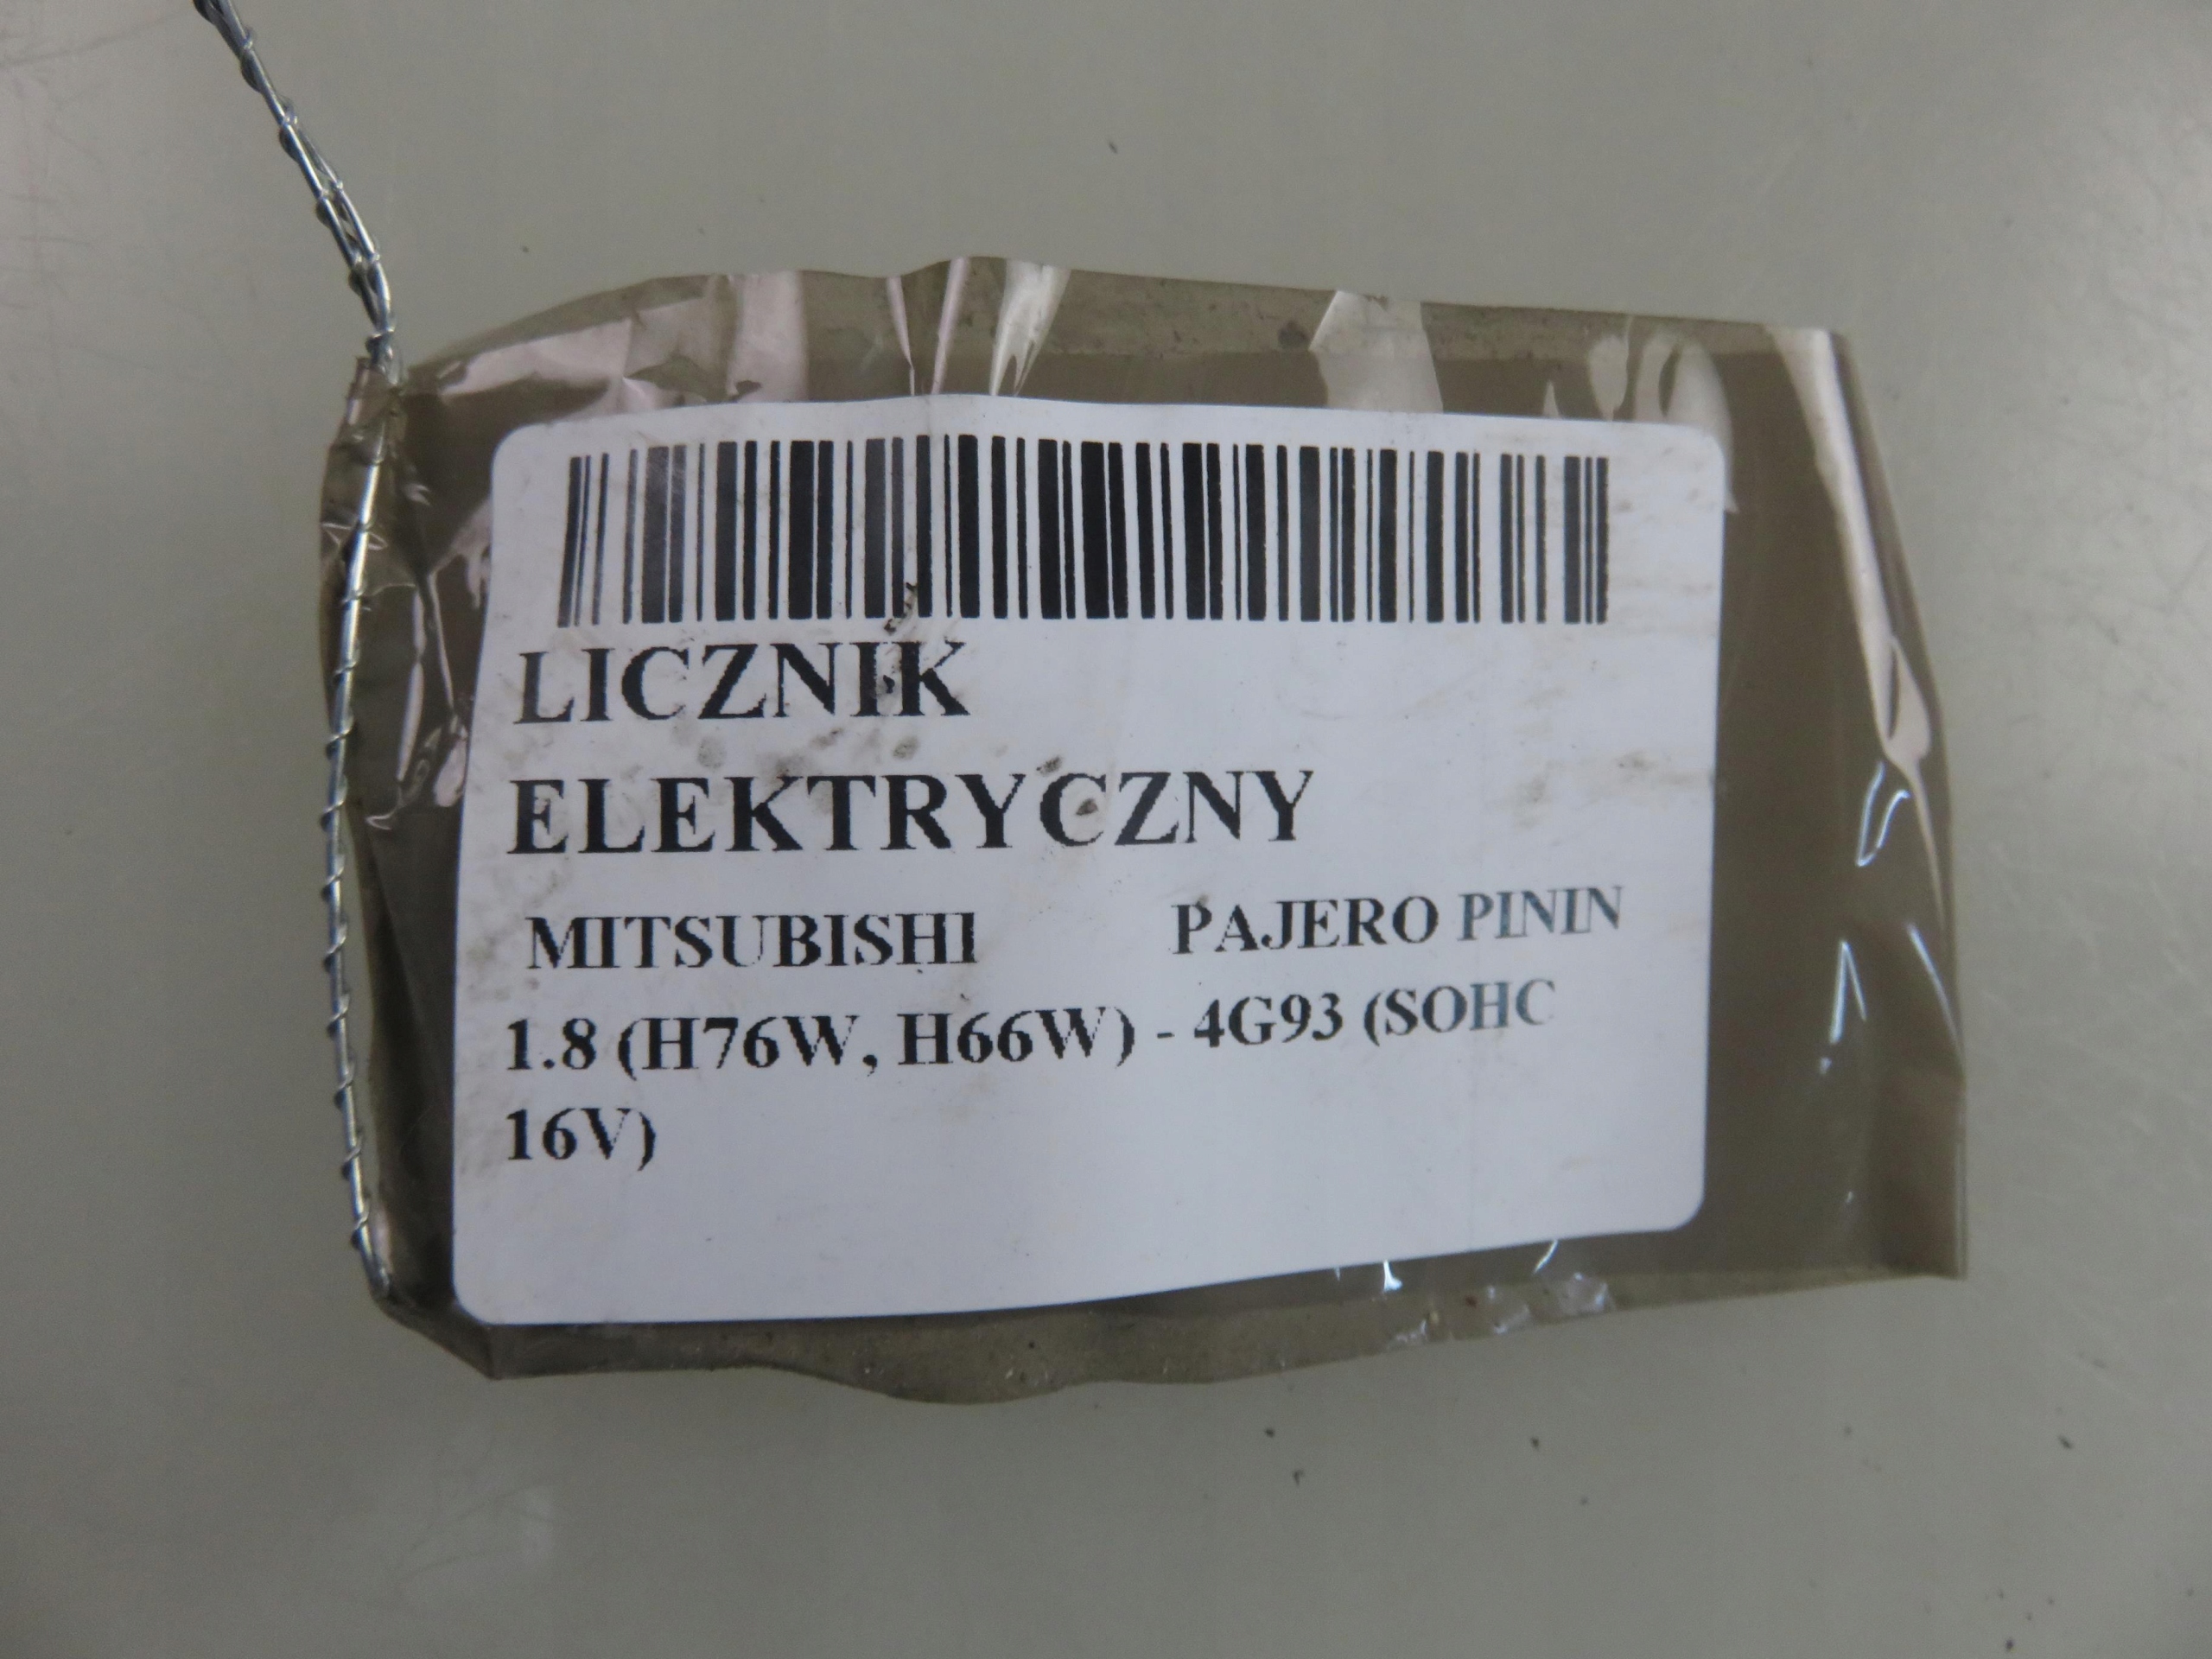 LICZNIK
ELEKTRYCZNY
MITSUBISHI PAJERO PININ
1.8 (H76W, H66W) - 4G93 (SOHC
16V)